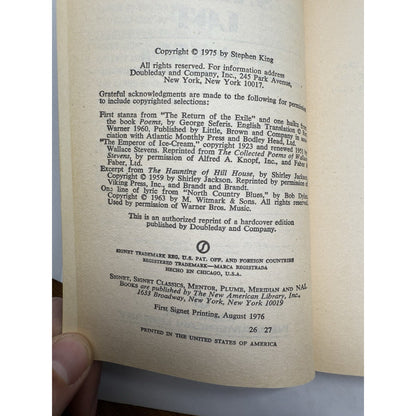 Copyright © 1975 by Stephen King
All rights reserved. For information address
Doubleday and Company, Inc., 245 Park Avenue,
New York, New York 10017.
Grateful acknowledgments are made to the following for permission
to include copyrighted selections:
First stanza from "The Return of the Exile" and one haiku from
the book Poems, by George Seferis. English Translation ©
Warner 1960. Published by Little, Brown and Company in
ciation with Atlantic Monthly Press and Bodley Head, Ltd.
"The Emperor of Ice-Cream," copyright 1923 and renewed 1951 by
Wallace Stevens. Reprinted from The Collected Poems of Wallace
Stevens, by permission of Alfred A. Knopf, Inc., and Faber &
Faber.
Excerpt from The Haunting of Hill House, by Shirley Jackson.
Copyright © 1959 by Shirley Jackson. Reprinted by permission of
Viking Press, Inc., and Brandt and Brandt.
One line of lyric from "North Country Blues," by Bob Dylan.
Copyright © 1963 by M. Witmark & Sons. All rights reserved.
Used by permission of Warner Bros. Music.
This is an authorized reprint of a hardcover edition
published by Doubleday and Company.
SIGNET TRADEMARK REG. U.S. PAT. OFF. AND FOREIGN COUNTRIES
REGISTERED TRADEMARK—MARCA REGISTRADA
HECHO EN CHICAGO, U.S.A.
SIGNET, SIGNET CLASSICS, MENTOR, PLUME, MERIDIAN and NAL
BOOKS are published by The New American Library, Inc.,
1633 Broadway, New York, New York 10019
First Signet Printing, August 1976
26 27
PRINTED IN THE UNITED STATES OF AMERICA